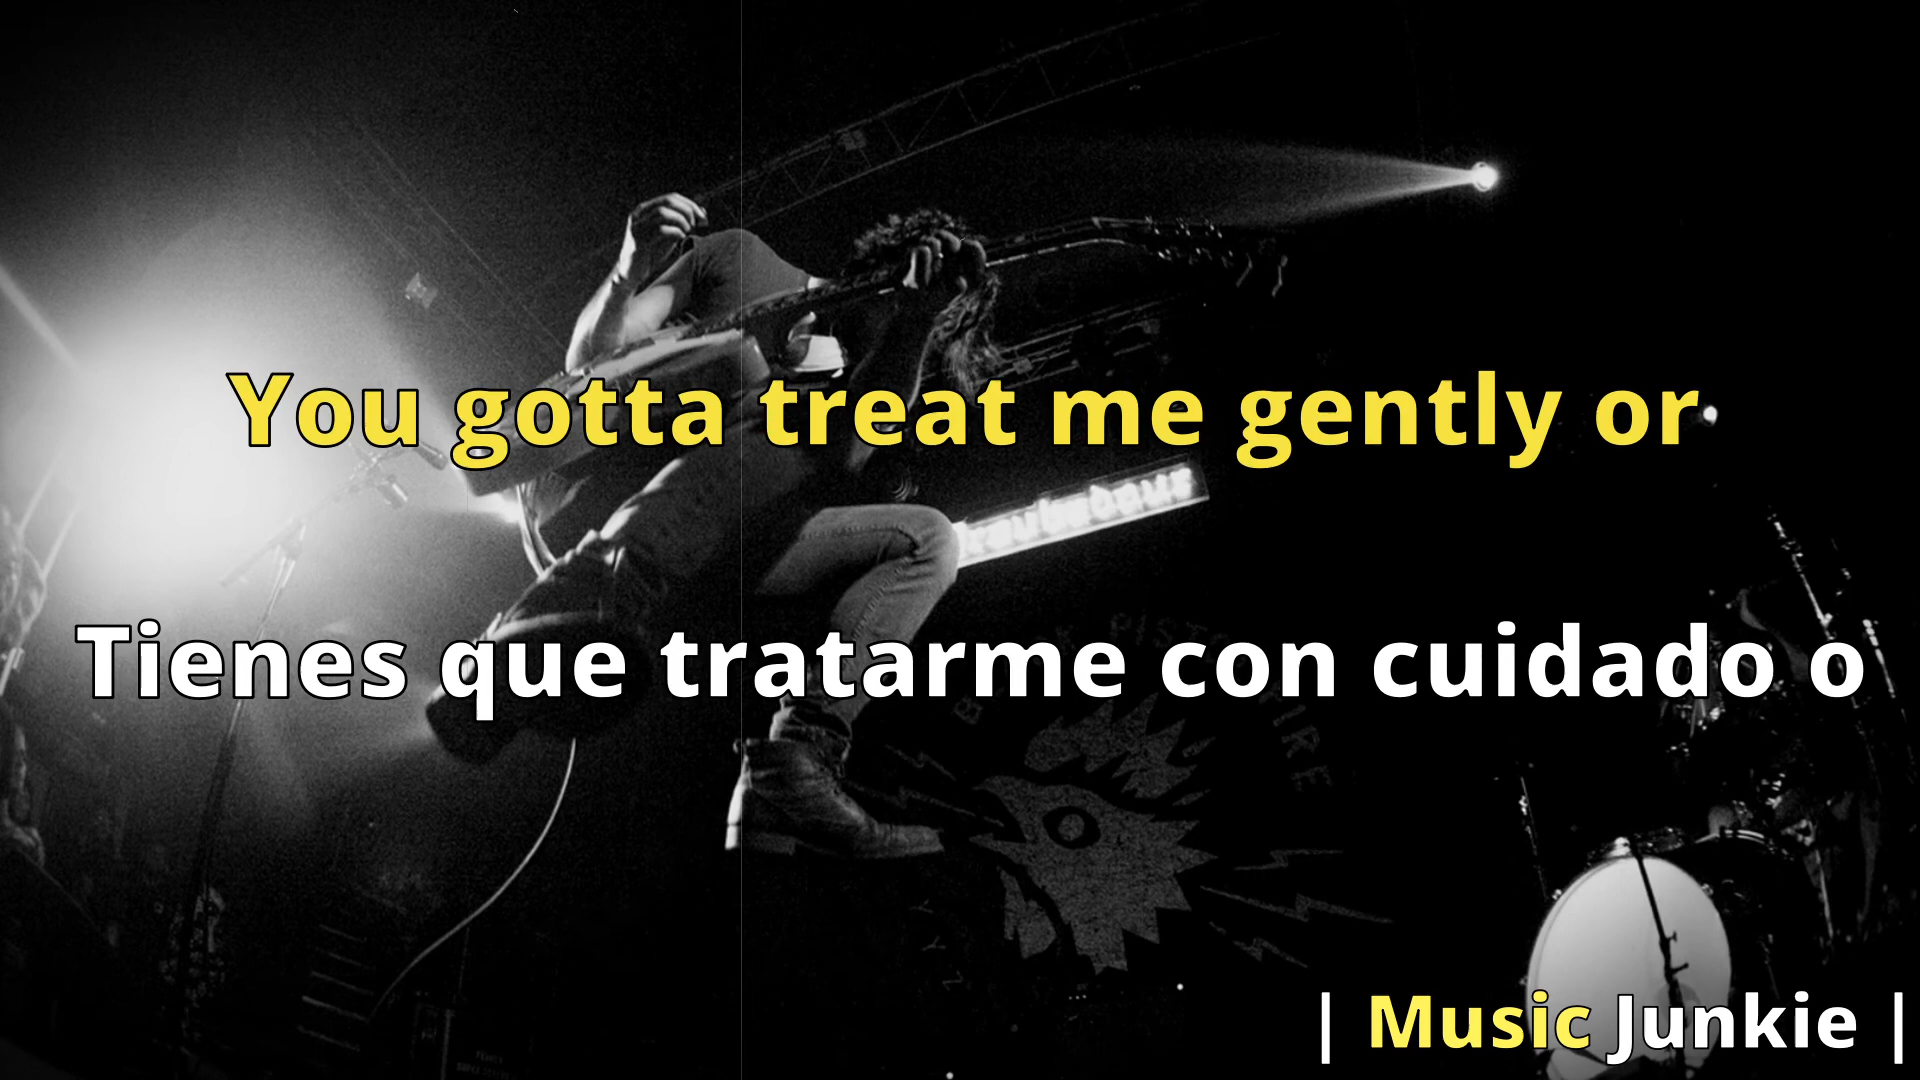 You gotta treat me gently or
Tienes que tratarme con cuidado o
| Music Junkie |